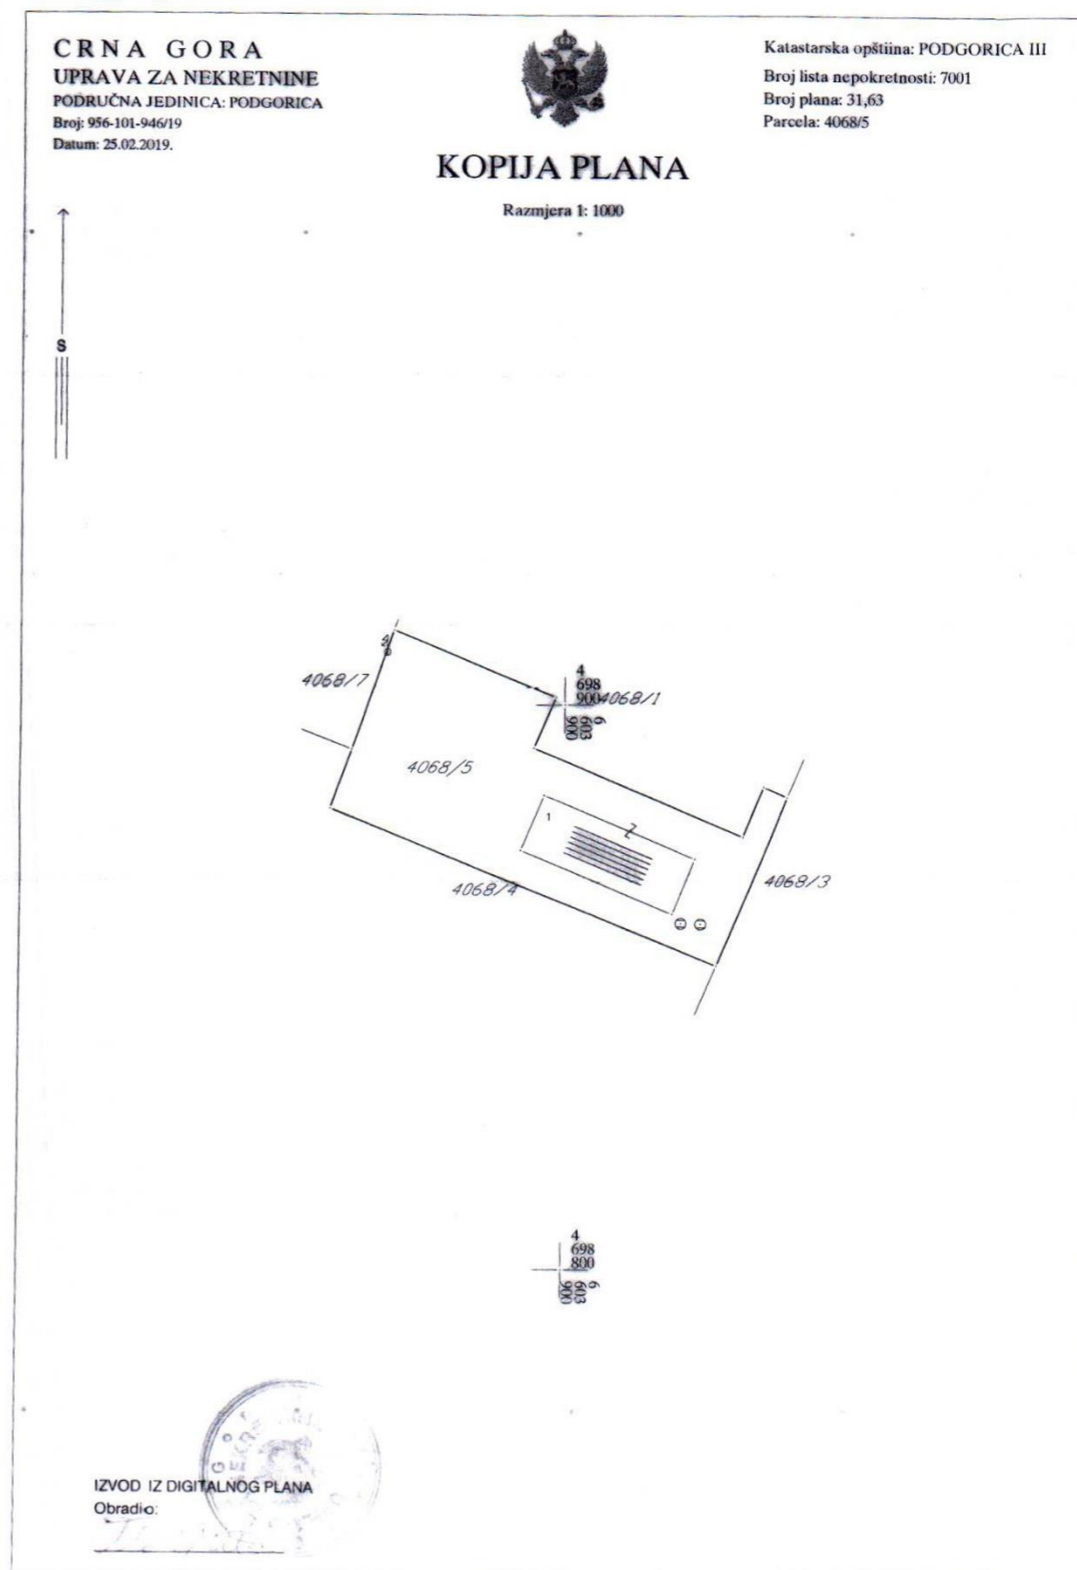 CRNA GORA
UPRAVA ZA NEKRETNINE
PODRUČNA JEDINICA: PODGORICA
Broj: 956-101-946/19
Datum: 25.02.2019.
Katastarska opštiina: PODGORICA III
Broj lista nepokretnosti: 7001
Broj plana: 31,63
Parcela: 4068/5
KOPIJA PLANA
Razmjera 1: 1000
S
4068/7
4
698
900
4068/1
6
603
900
4068/5
1
4068/4
4068/3
4
698
800
6
603
900
IZVOD IZ DIGITALNOG PLANA
Obradio: